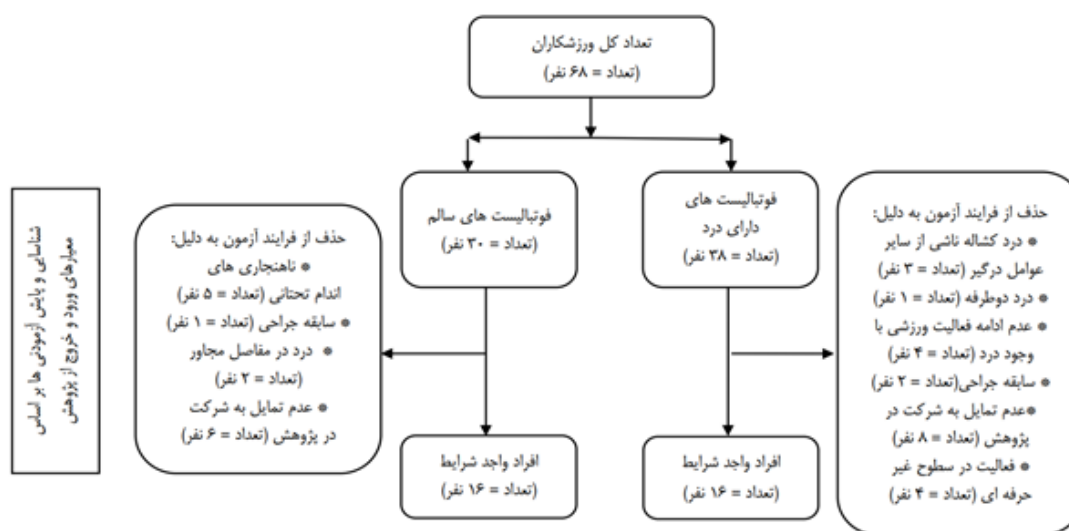 تعداد کل ورزشکاران
(تعداد = ۶۸ نفر)
فوتبالیست های
دارای درد
(تعداد = ۳۸ نفر)
فوتبالیست های سالم
(تعداد = ۳۰ نفر)
حذف از فرایند آزمون به دلیل:
● درد کشاله ناشی از سایر
عوامل درگیر (تعداد = ۳ نفر)
● درد دوطرفه (تعداد = ۱ نفر)
● عدم ادامه فعالیت ورزشی با
وجود درد (تعداد = ۴ نفر)
● سابقه جراحی(تعداد = ۲ نفر)
● عدم تمایل به شرکت در
پژوهش (تعداد = ۸ نفر)
● فعالیت در سطوح غیر
حرفه ای (تعداد = ۴ نفر)
حذف از فرایند آزمون به دلیل:
● ناهنجاری های
اندام تحتانی (تعداد = ۵ نفر)
● سابقه جراحی (تعداد = ۱ نفر)
● درد در مفاصل مجاور
(تعداد = ۲ نفر)
● عدم تمایل به شرکت
در پژوهش (تعداد = ۶ نفر)
افراد واجد شرایط
(تعداد = ۱۶ نفر)
افراد واجد شرایط
(تعداد = ۱۶ نفر)
شناسایی و پایش آزمودنی ها بر اساس
معیارهای ورود و خروج از پژوهش